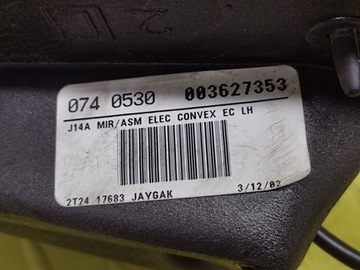 074 0530 003627353
J14A MIR/ASM ELEC CONVEX EC LH
2T24 17683 JAYGAK 3/12/02